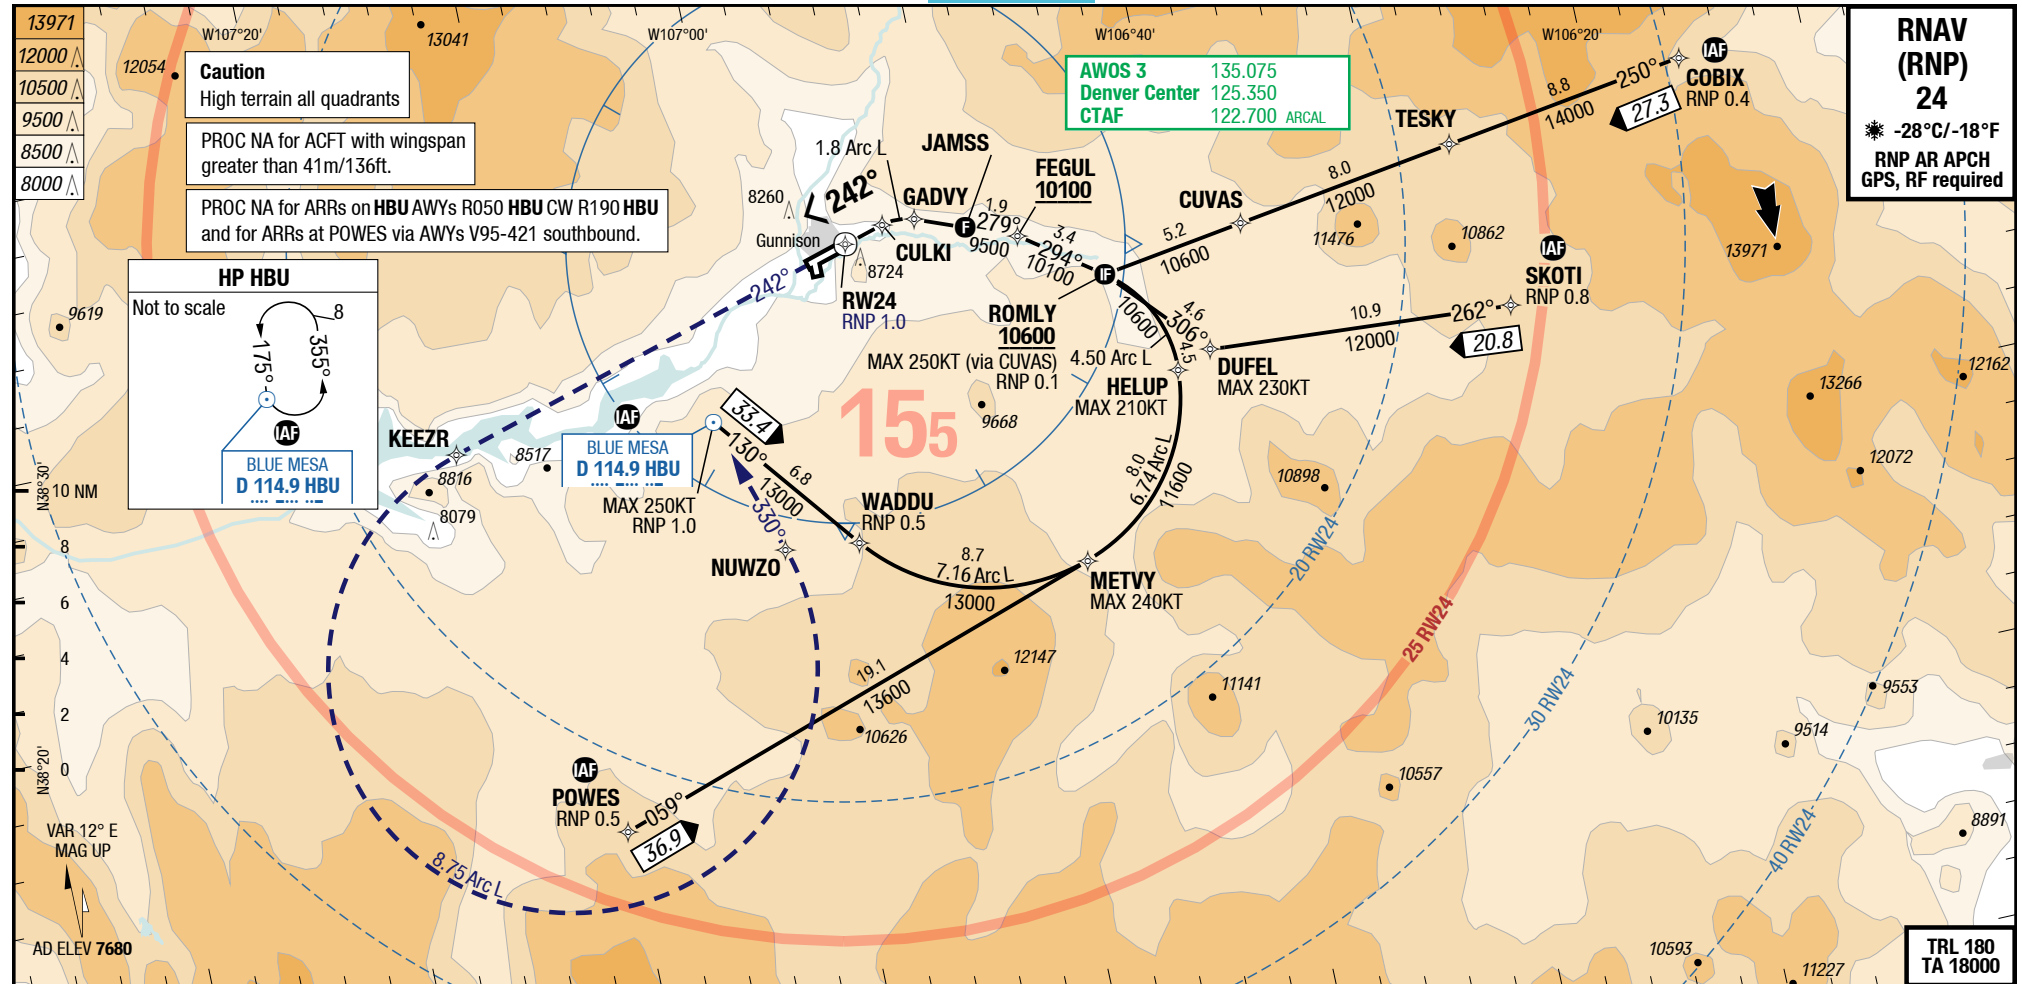 13971
12000
10500
9500
8500
8000
W107°20'
W107°00'
W106°40'
W106°20'
13041
12054
Caution
High terrain all quadrants
PROC NA for ACFT with wingspan
greater than 41m/136ft.
PROC NA for ARRs on HBU AWYs R050 HBU CW R190 HBU
and for ARRs at POWES via AWYs V95-421 southbound.
AWOS 3 135.075
Denver Center 125.350
CTAF 122.700 ARCAL
RNAV
(RNP)
24
-28°C/-18°F
RNP AR APCH
GPS, RF required
IAF
COBIX
RNP 0.4
250°
27.3
8.8
14000
TESKY
8.0
12000
CUVAS
5.2
10600
11476
10862
13971
IAF
SKOTI
RNP 0.8
262°
20.8
10.9
12000
DUFEL
MAX 230KT
4.6
306°
10600
4.5
4.50 Arc L
HELUP
MAX 210KT
IF
ROMLY
10600
MAX 250KT (via CUVAS)
RNP 0.1
3.4
294°
10100
FEGUL
10100
JAMSS
F
1.9
279°
9500
GADVY
1.8 Arc L
CULKI
242°
8260
Gunnison
8724
RW24
RNP 1.0
242°
HP HBU
Not to scale
8
175°
355°
IAF
BLUE MESA
D 114.9 HBU
9619
KEEZR
8816
8079
8517
IAF
BLUE MESA
D 114.9 HBU
MAX 250KT
RNP 1.0
33.4
130°
6.8
13000
330°
NUWZO
WADDU
RNP 0.5
155
9668
8.0
6.74 Arc L
11600
8.7
7.16 Arc L
13000
METVY
MAX 240KT
10898
13266
12162
12072
20 RW24
25 RW24
30 RW24
40 RW24
12147
11141
10626
19.1
13600
IAF
POWES
RNP 0.5
059°
36.9
8.75 Arc L
10557
10135
9514
9553
8891
10593
11227
N38°30'
10 NM
8
6
4
2
0
N38°20'
VAR 12° E
MAG UP
AD ELEV 7680
TRL 180
TA 18000